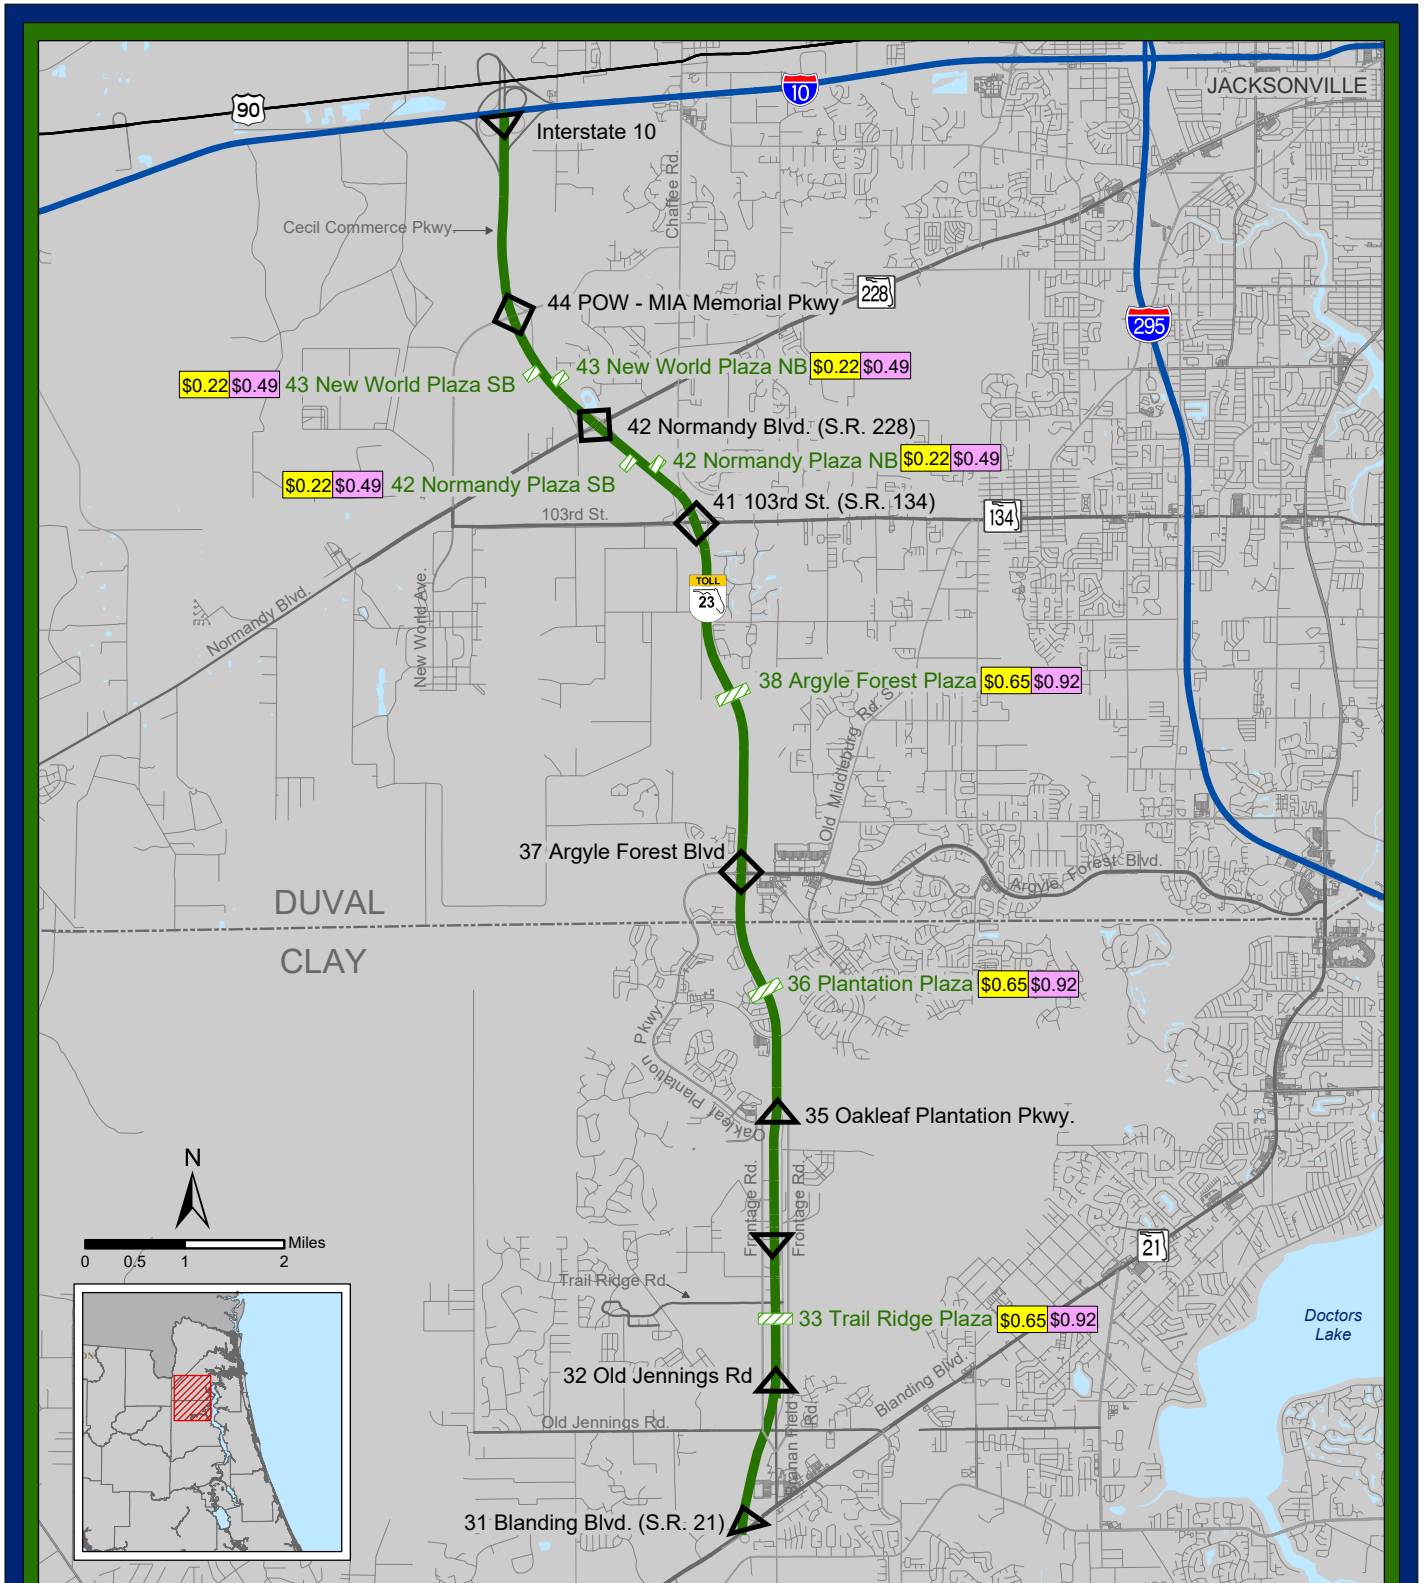 JACKSONVILLE
10
90
Interstate 10
Chaffee Rd.
Cecil Commerce Pkwy.
228
44 POW - MIA Memorial Pkwy
295
43 New World Plaza NB $0.22 $0.49
$0.22 $0.49 43 New World Plaza SB
42 Normandy Blvd. (S.R. 228)
42 Normandy Plaza NB $0.22 $0.49
$0.22 $0.49 42 Normandy Plaza SB
41 103rd St. (S.R. 134)
103rd St.
134
TOLL
23
Normandy Blvd.
New World Ave.
38 Argyle Forest Plaza $0.65 $0.92
Old Middleburg Rd. S
37 Argyle Forest Blvd
Argyle Forest Blvd.
DUVAL
CLAY
36 Plantation Plaza $0.65 $0.92
Oakleaf Plantation Pkwy.
35 Oakleaf Plantation Pkwy.
N
Frontage Rd.
Frontage Rd.
21
0 0.5 1 2 Miles
Trail Ridge Rd.
33 Trail Ridge Plaza $0.65 $0.92
Doctors
Lake
32 Old Jennings Rd
Blanding Blvd.
Old Jennings Rd.
Field
Rd.
31 Blanding Blvd. (S.R. 21)